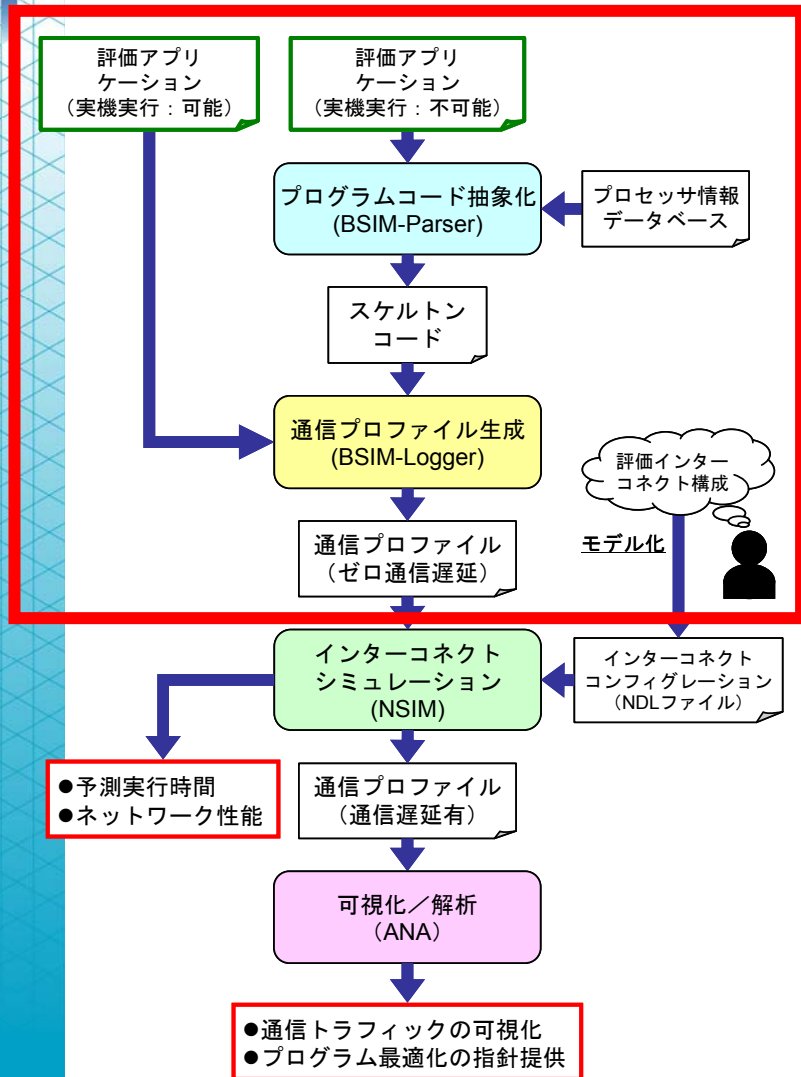 評価アプリ
ケーション
（実機実行：可能）
評価アプリ
ケーション
（実機実行：不可能）
プログラムコード抽象化
(BSIM-Parser)
プロセッサ情報
データベース
スケルトン
コード
通信プロファイル生成
(BSIM-Logger)
評価インター
コネクト構成
モデル化
通信プロファイル
（ゼロ通信遅延）
インターコネクト
シミュレーション
(NSIM)
インターコネクト
コンフィグレーション
（NDLファイル）
●予測実行時間
●ネットワーク性能
通信プロファイル
（通信遅延有）
可視化／解析
（ANA）
●通信トラフィックの可視化
●プログラム最適化の指針提供